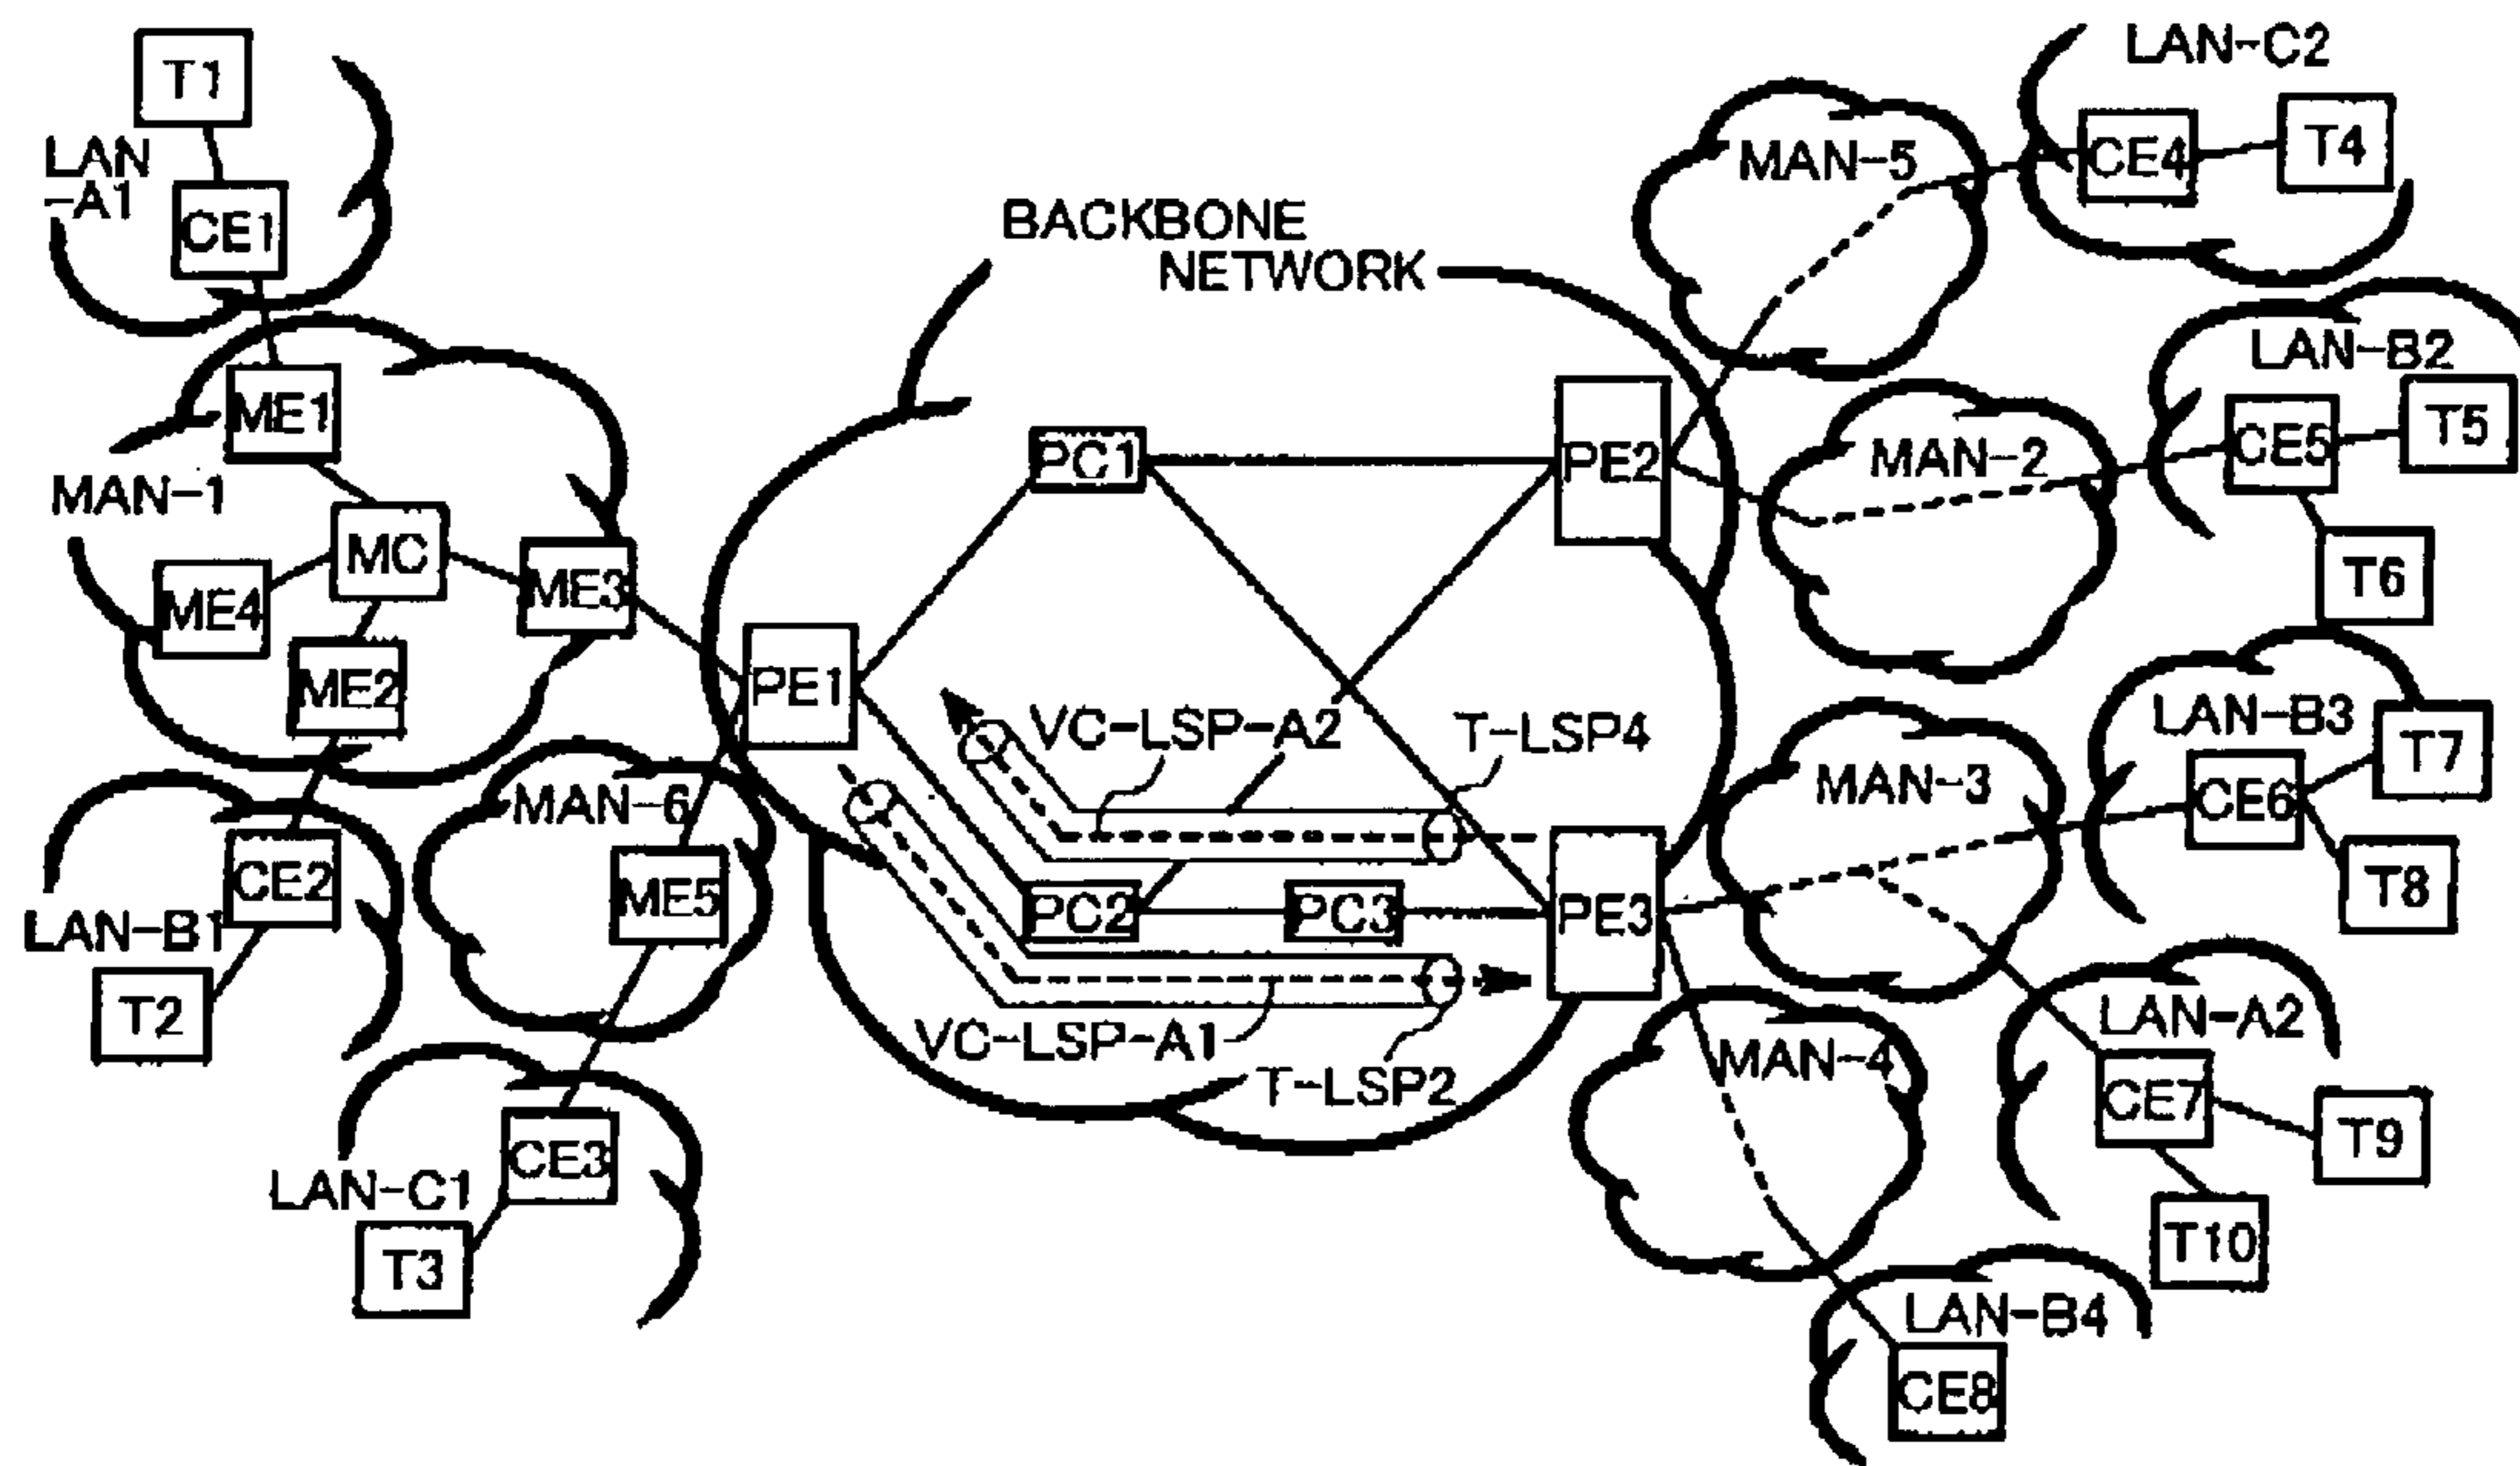 T1
LAN
-A1
CE1
ME1
MAN-1
MC
ME4
ME3
ME2
CE2
LAN-B1
T2
MAN-6
ME5
LAN-C1
CE3
T3
BACKBONE
NETWORK
PC1
PE2
PE1
VC-LSP-A2
T-LSP4
PC2
PC3
PE3
VC-LSP-A1
T-LSP2
MAN-5
LAN-C2
CE4
T4
MAN-2
LAN-B2
CE5
T5
T6
MAN-3
LAN-B3
CE6
T7
T8
MAN-4
LAN-A2
CE7
T9
T10
LAN-B4
CE8